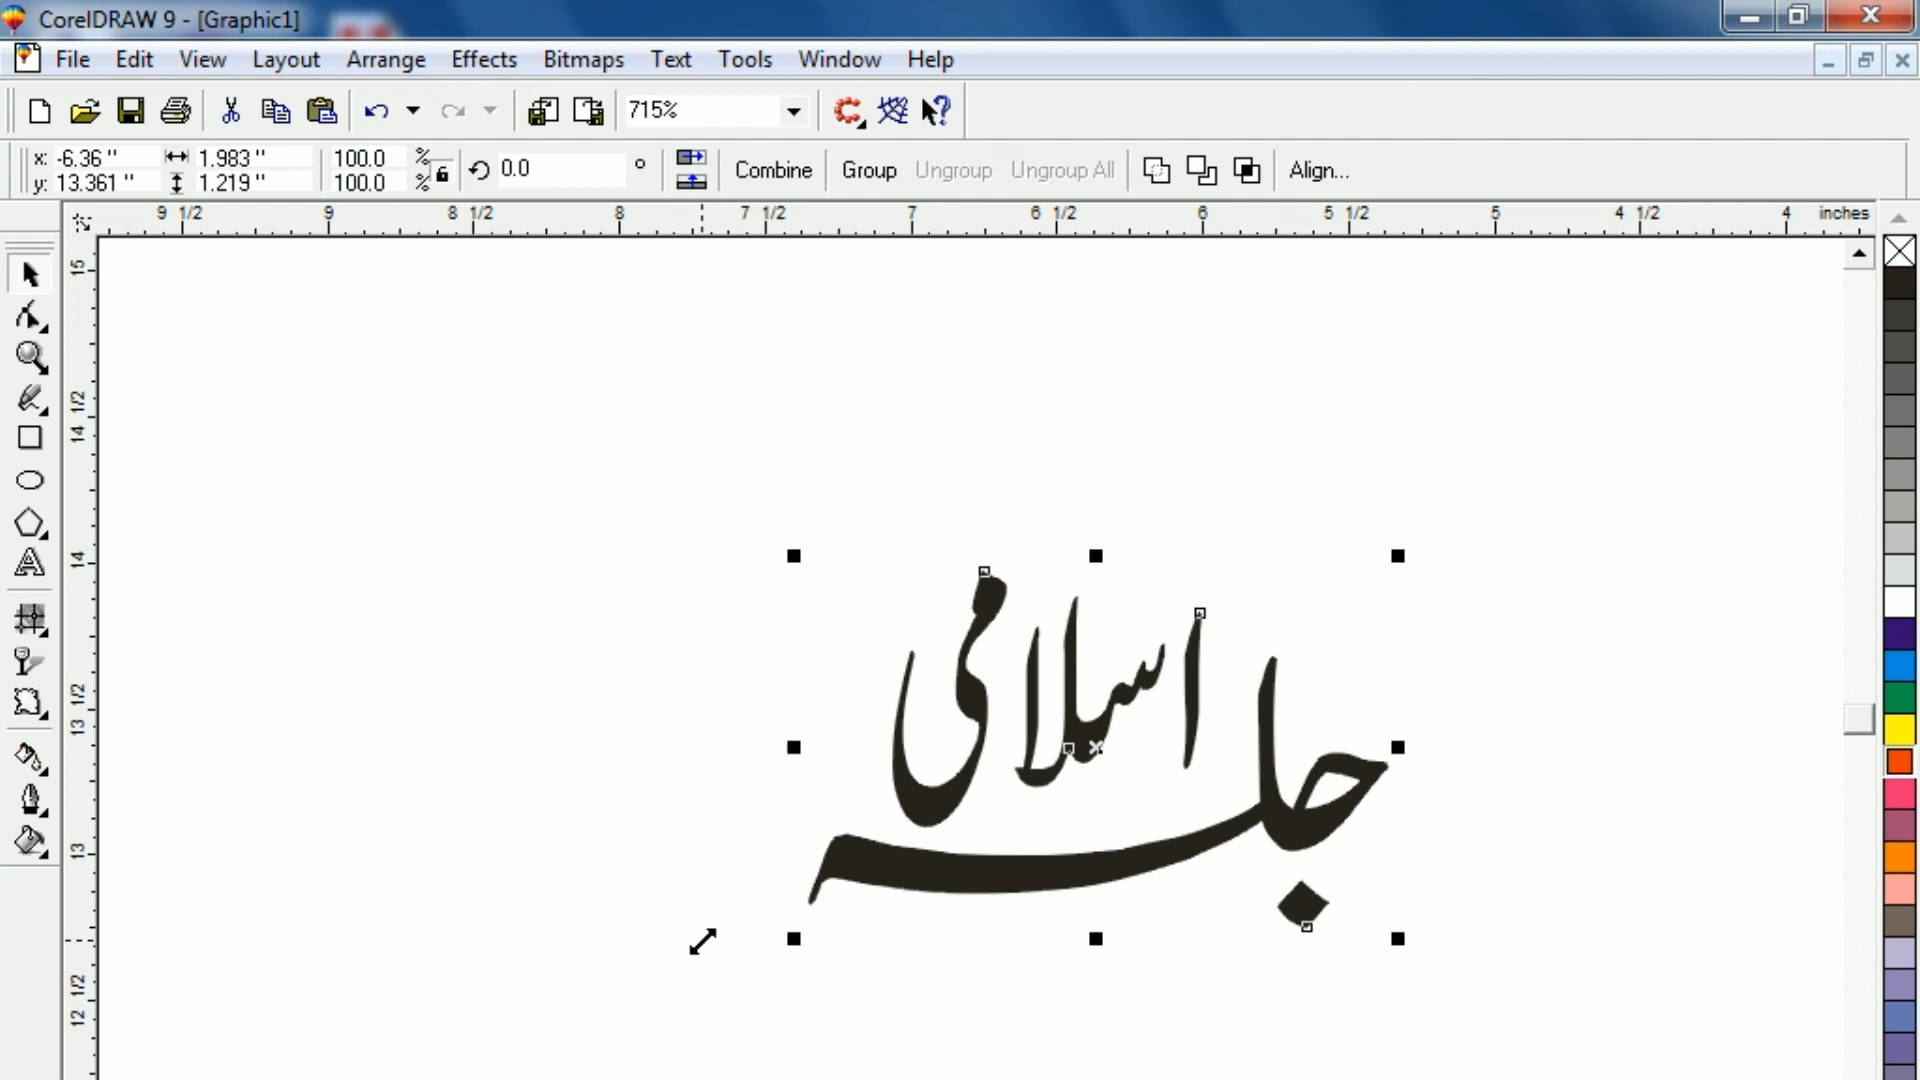 CorelDRAW 9 - [Graphic1]
File Edit View Layout Arrange Effects Bitmaps Text Tools Window Help
715%
x: -6.36 " 1.983 " 100.0 % 0.0 ° Combine Group Ungroup Ungroup All Align...
y: 13.361 " 1.219 " 100.0 %
9 1/2 9 8 1/2 8 7 1/2 7 6 1/2 6 5 1/2 5 4 1/2 4 inches
15
14 1/2
14
13 1/2
13
12 1/2
جلسه اسلامی